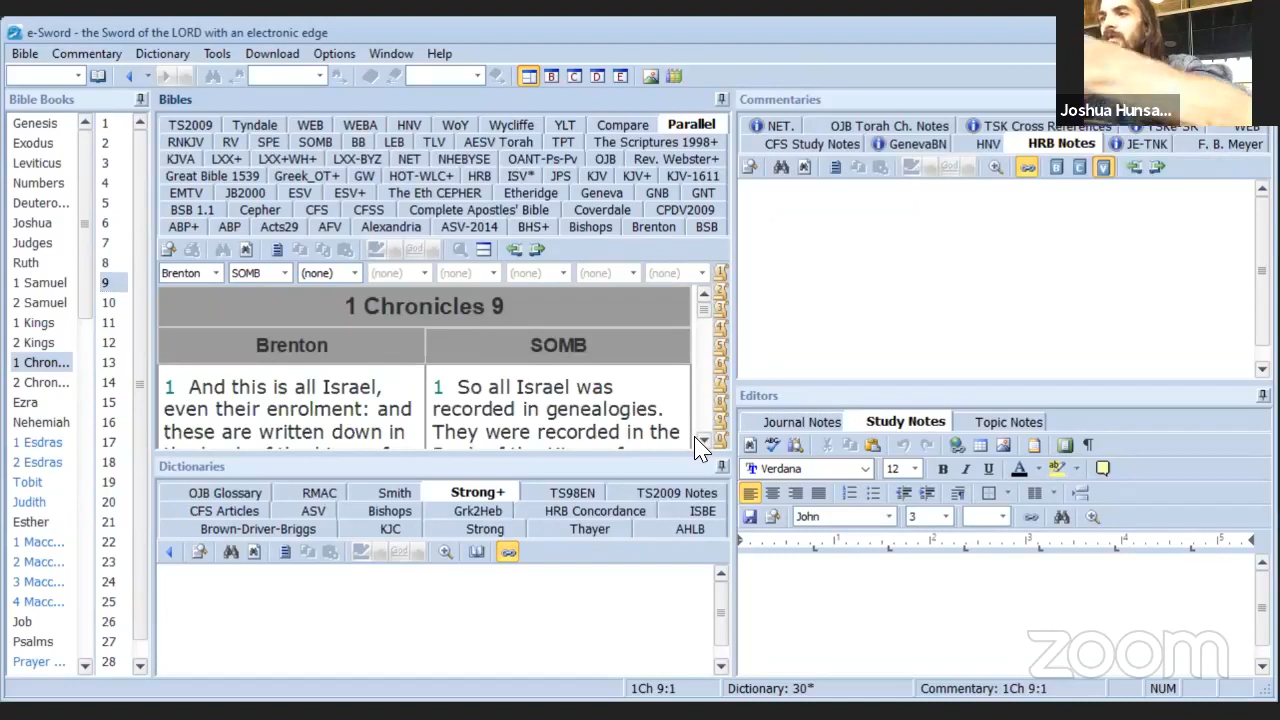 e-Sword - the Sword of the LORD with an electronic edge
Bible Commentary Dictionary Tools Download Options Window Help
B C D E
Bible Books
Genesis
Exodus
Leviticus
Numbers
Deutero...
Joshua
Judges
Ruth
1 Samuel
2 Samuel
1 Kings
2 Kings
1 Chron...
2 Chron...
Ezra
Nehemiah
1 Esdras
2 Esdras
Tobit
Judith
Esther
1 Macc...
2 Macc...
3 Macc...
4 Macc...
Job
Psalms
Prayer ...
1
2
3
4
5
6
7
8
9
10
11
12
13
14
15
16
17
18
19
20
21
22
23
24
25
26
27
28
Bibles
TS2009 Tyndale WEB WEBA WV WoY Wycliffe YLT Compare Parallel
RNKJV RV SPE SOMB BB LEB TLV AESV Torah TPT The Scriptures 1998+
KJVA LXX+ LXX+WH+ LXX-BYZ NET NHEBYSE OANT-Ps-Pv OJB Rev. Webster+
Great Bible 1539 Greek_OT+ GW HOT-VLC+ HRB ISV* JPS KJV KJV+ KJV-1611
EMTV JB2000 ESV ESV+ The Eth CEPHER Etheridge Geneva GNB GNT
BSB 1.1 Cepher CFS CFSS Complete Apostles' Bible Coverdale CPDV2009
ABP+ ABP Acts29 AFV Alexandria ASV-2014 BHS+ Bishops Brenton BSB
Brenton SOMB (none) (none) (none) (none) (none) (none)
1 Chronicles 9
Brenton SOMB
1 And this is all Israel,
even their enrolment: and
these are written down in
1 So all Israel was
recorded in genealogies.
They were recorded in the
Dictionaries
OJB Glossary RMAC Smith Strong+ TS98EN TS2009 Notes
CFS Articles ASV Bishops Grk2Heb HRB Concordance ISBE
Brown-Driver-Briggs KJC Strong Thayer AHLB
Commentaries
NET. OJB Torah Ch. Notes TSK Cross References TSKe-SR WEB
CFS Study Notes GenevaBN HNV HRB Notes JE-TNK F. B. Meyer
B C V
Editors
Journal Notes Study Notes Topic Notes
Verdana 12 B I U A ab
John 3
1 2 3 4 5
1Ch 9:1 Dictionary: 30* Commentary: 1Ch 9:1 NUM
Joshua Hunsa...
zoom